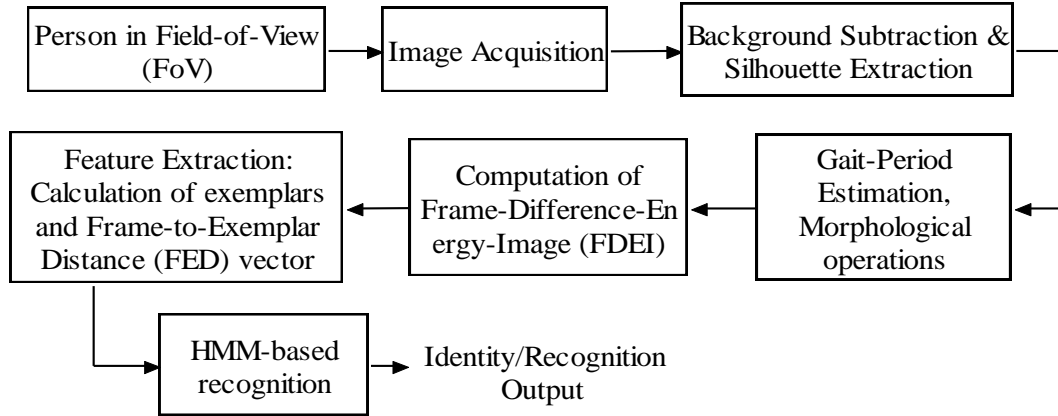 Person in Field-of-View
(FoV)
Image Acquisition
Background Subtraction &
Silhouette Extraction
Gait-Period
Estimation,
Morphological
operations
Computation of
Frame-Difference-En
ergy-Image (FDEI)
Feature Extraction:
Calculation of exemplars
and Frame-to-Exemplar
Distance (FED) vector
HMM-based
recognition
Identity/Recognition
Output